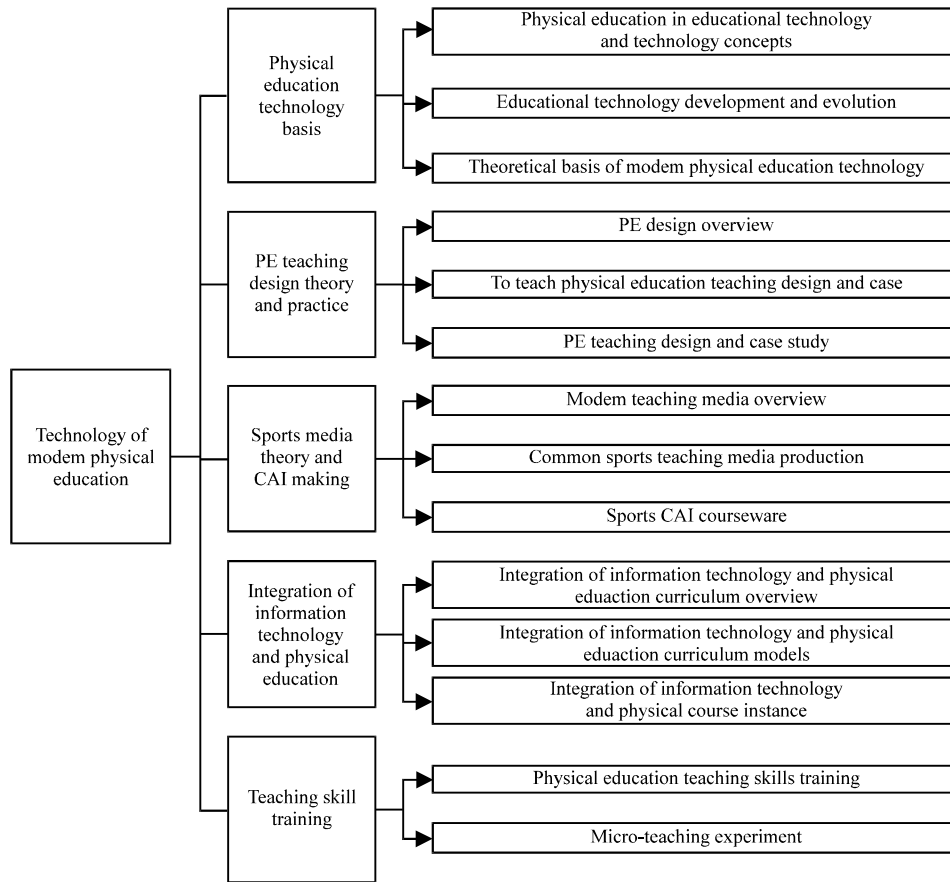 Technology of
modem physical
education
Physical
education
technology
basis
Physical education in educational technology
and technology concepts
Educational technology development and evolution
Theoretical basis of modem physical education technology
PE teaching
design theory
and practice
PE design overview
To teach physical education teaching design and case
PE teaching design and case study
Sports media
theory and
CAI making
Modem teaching media overview
Common sports teaching media production
Sports CAI courseware
Integration of
information
technology
and physical
education
Integration of information technology and physical
eduaction curriculum overview
Integration of information technology and physical
eduaction curriculum models
Integration of information technology
and physical course instance
Teaching skill
training
Physical education teaching skills training
Micro-teaching experiment